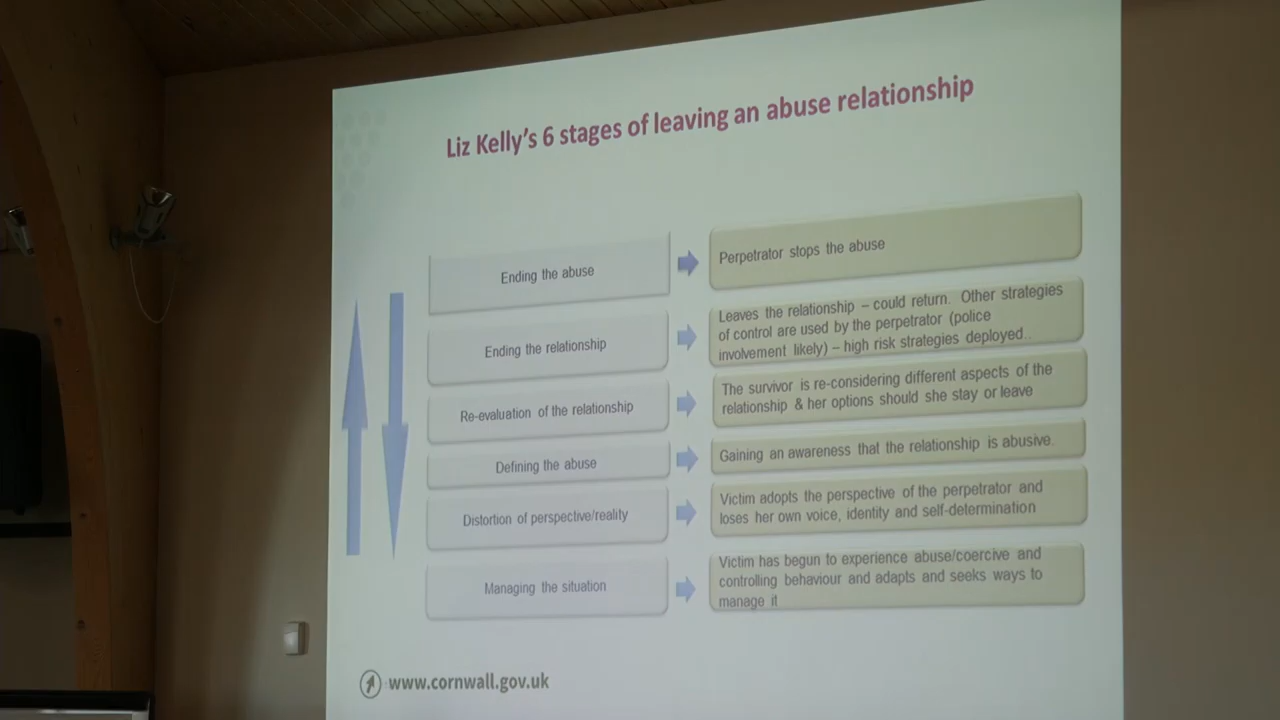 Liz Kelly's 6 stages of leaving an abuse relationship
Ending the abuse
Perpetrator stops the abuse
Ending the relationship
Leaves the relationship – could return. Other strategies
of control are used by the perpetrator (police
involvement likely) – high risk strategies deployed..
Re-evaluation of the relationship
The survivor is re-considering different aspects of the
relationship & her options should she stay or leave
Defining the abuse
Gaining an awareness that the relationship is abusive.
Distortion of perspective/reality
Victim adopts the perspective of the perpetrator and
loses her own voice, identity and self-determination
Managing the situation
Victim has begun to experience abuse/coercive and
controlling behaviour and adapts and seeks ways to
manage it
www.cornwall.gov.uk